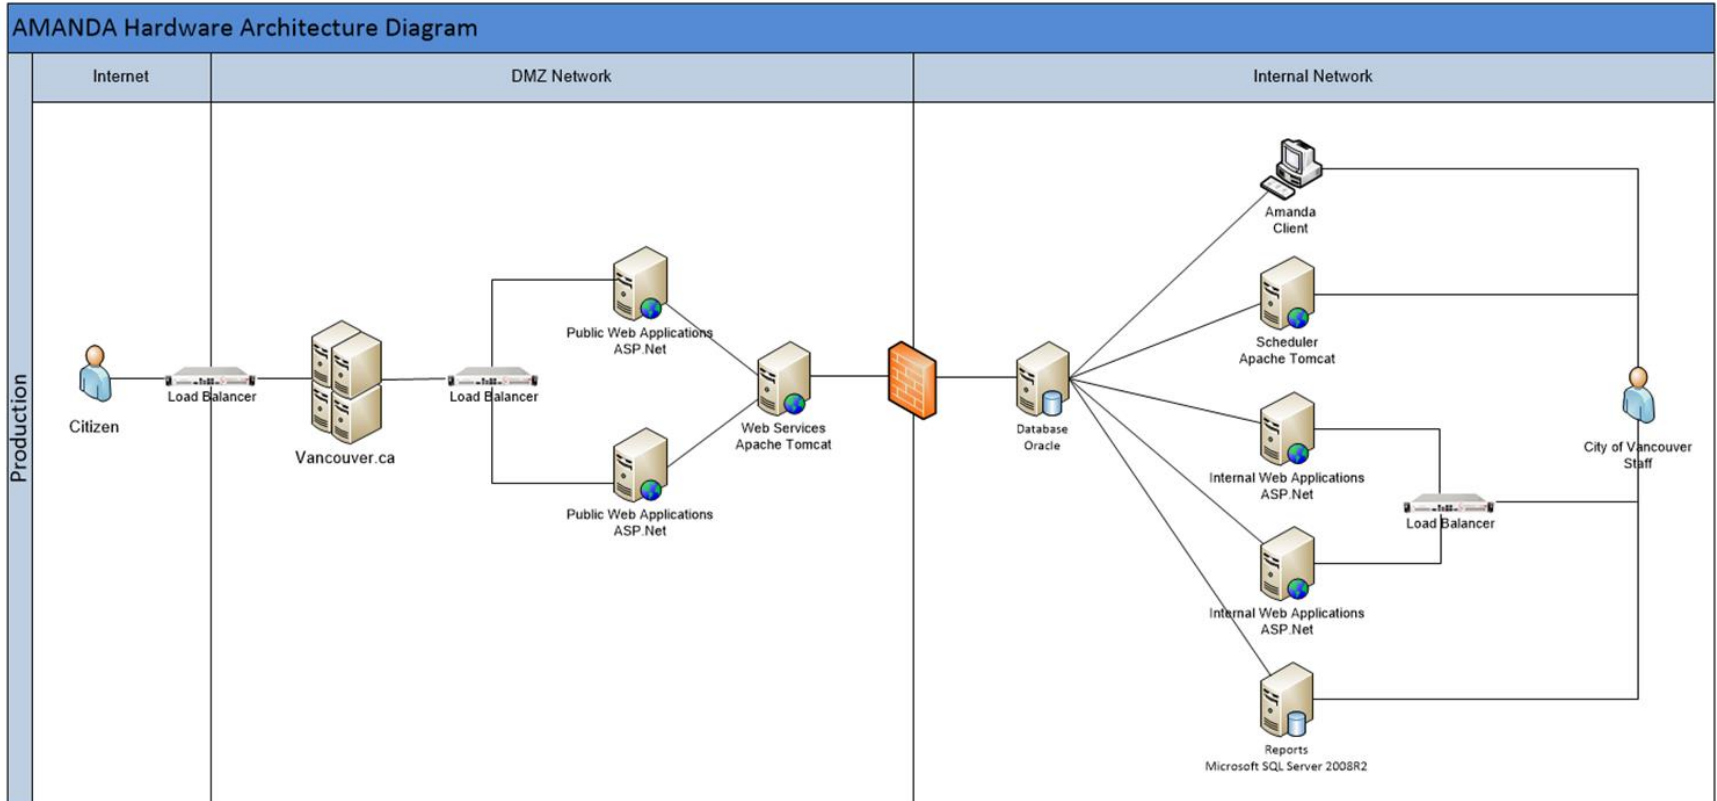 AMANDA Hardware Architecture Diagram
Internet
DMZ Network
Internal Network
Production
Citizen
Load Balancer
Vancouver.ca
Load Balancer
Public Web Applications
ASP.Net
Public Web Applications
ASP.Net
Web Services
Apache Tomcat
Database
Oracle
Amanda
Client
Scheduler
Apache Tomcat
Internal Web Applications
ASP.Net
Internal Web Applications
ASP.Net
Reports
Microsoft SQL Server 2008R2
Load Balancer
City of Vancouver
Staff